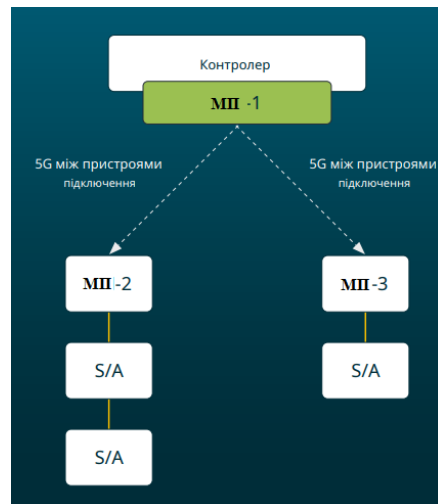 Контролер
МП -1
5G між пристроями
підключення
5G між пристроями
підключення
МП -2
МП -3
S/A
S/A
S/A